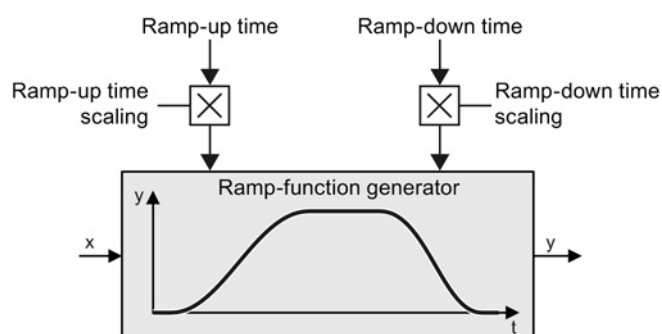 Ramp-up time
Ramp-down time
Ramp-up time
scaling
Ramp-down time
scaling
Ramp-function generator
y
x
y
t